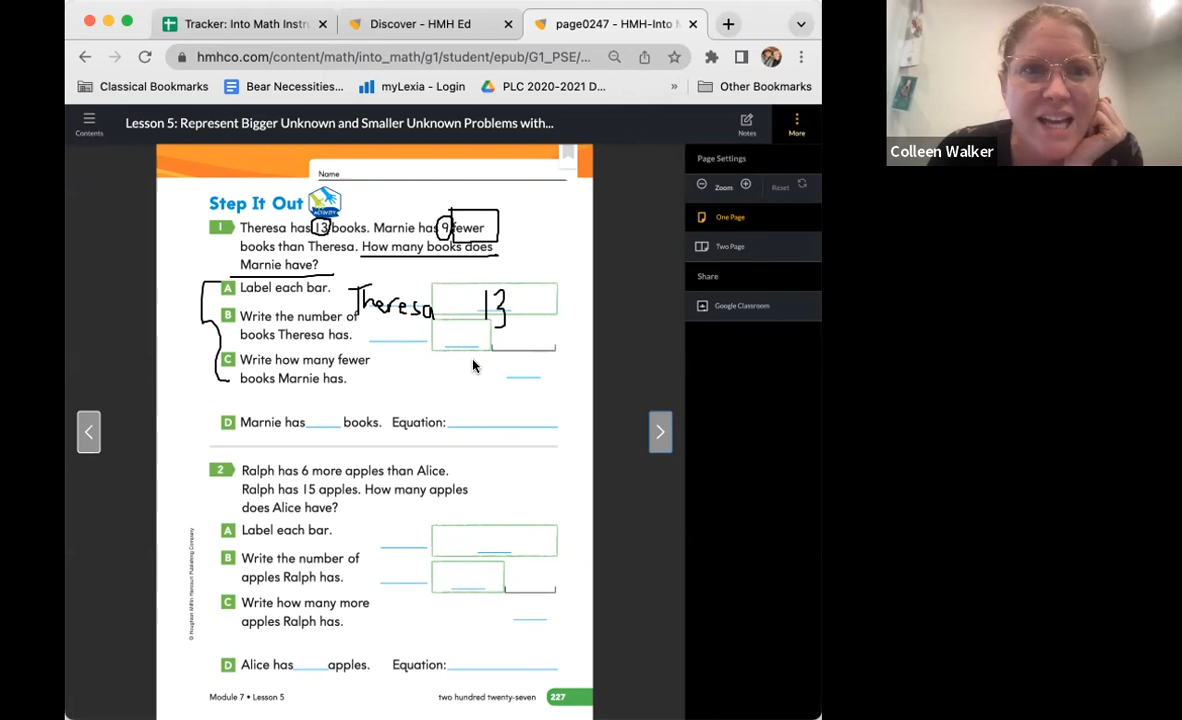 Tracker: Into Math Instr
Discover - HMH Ed
page0247 - HMH-Into M
hmhco.com/content/math/into_math/g1/student/epub/G1_PSE/...
Classical Bookmarks
Bear Necessities...
myLexia - Login
PLC 2020-2021 D...
»
Other Bookmarks
Contents
Lesson 5: Represent Bigger Unknown and Smaller Unknown Problems with...
Notes
More
Page Settings
Zoom
Reset
One Page
Two Page
Share
Google Classroom
Name
Step It Out
ACTIVITY
1 Theresa has 13 books. Marnie has 9 fewer
books than Theresa. How many books does
Marnie have?
A Label each bar.
Theresa 13
B Write the number of
books Theresa has.
C Write how many fewer
books Marnie has.
D Marnie has books. Equation:
2 Ralph has 6 more apples than Alice.
Ralph has 15 apples. How many apples
does Alice have?
A Label each bar.
B Write the number of
apples Ralph has.
C Write how many more
apples Ralph has.
D Alice has apples. Equation:
© Houghton Mifflin Harcourt Publishing Company
Module 7 • Lesson 5
two hundred twenty-seven 227
Colleen Walker